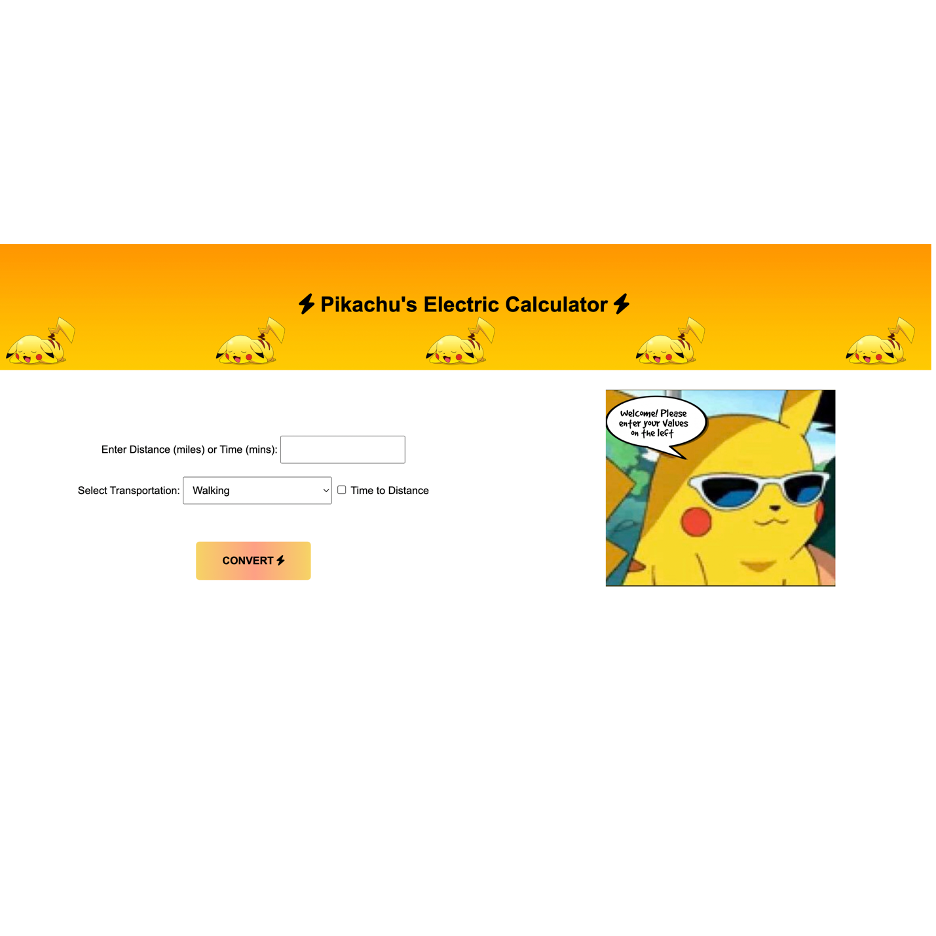 ⚡ Pikachu's Electric Calculator ⚡
Welcome! Please
enter your Values
on the left
Enter Distance (miles) or Time (mins):
Select Transportation: Walking Time to Distance
CONVERT ⚡